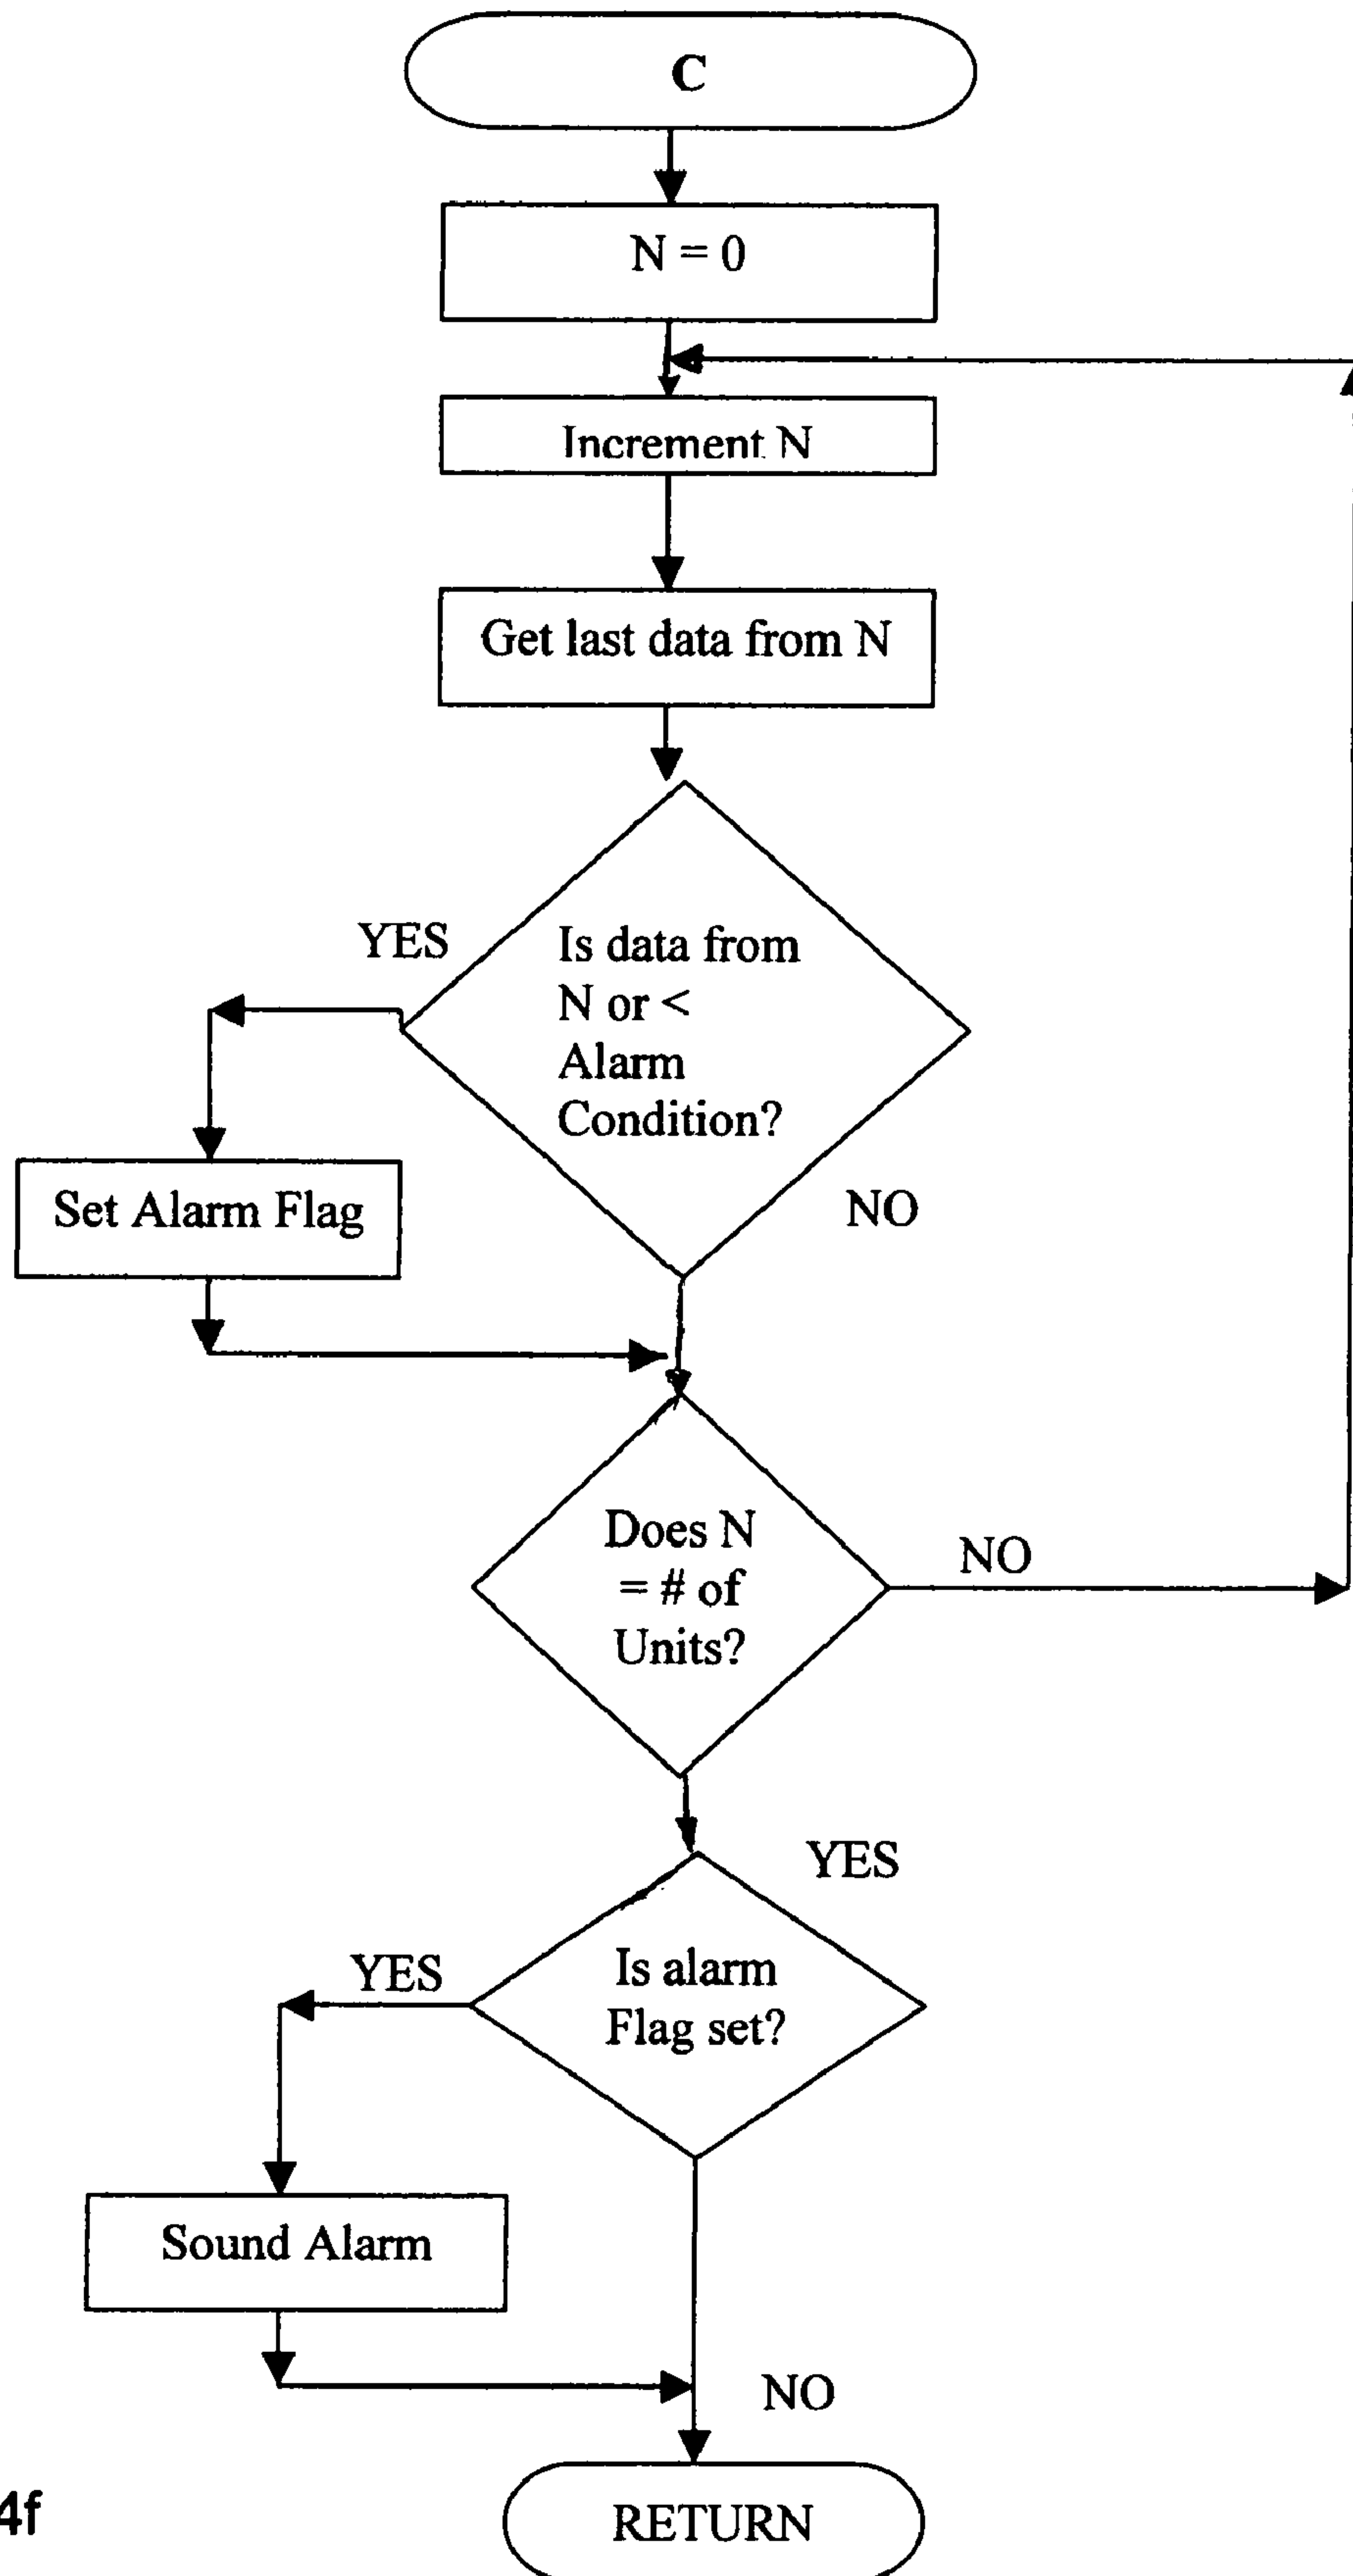 C
N = 0
Increment N
Get last data from N
YES
Is data from
N or <
Alarm
Condition?
Set Alarm Flag
NO
Does N
= # of
Units?
NO
YES
Is alarm
Flag set?
YES
Sound Alarm
NO
RETURN
4f